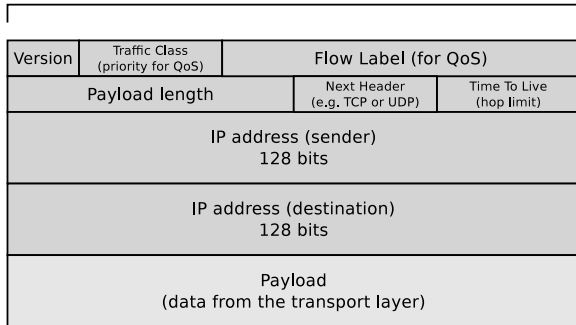 Version
Traffic Class
(priority for QoS)
Flow Label (for QoS)
Payload length
Next Header
(e.g. TCP or UDP)
Time To Live
(hop limit)
IP address (sender)
128 bits
IP address (destination)
128 bits
Payload
(data from the transport layer)